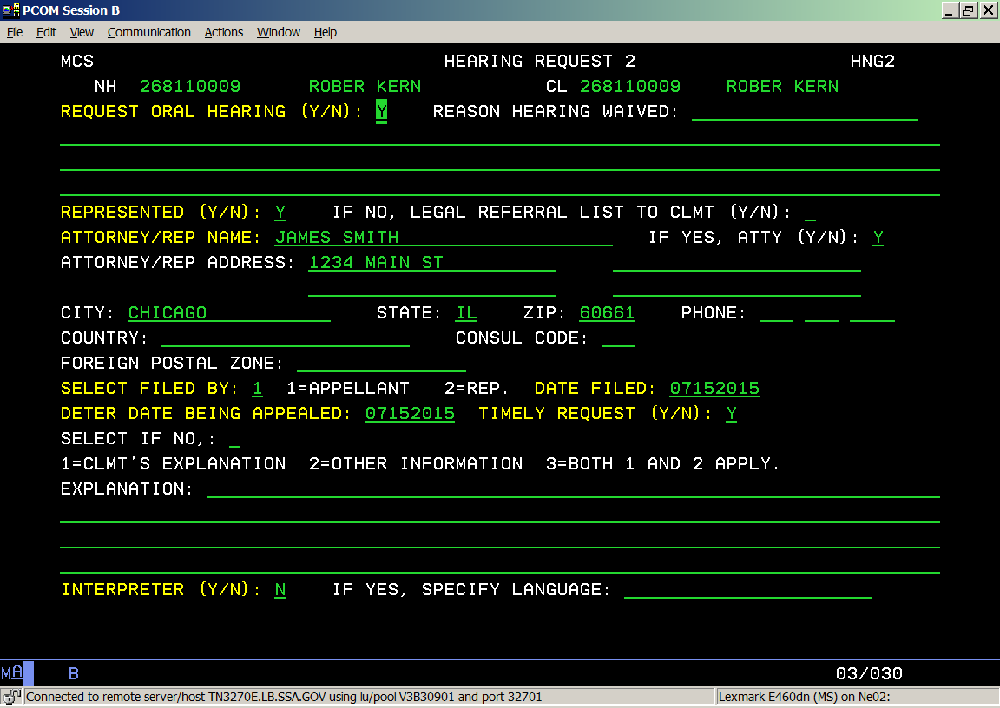 PCOM Session B
File Edit View Communication Actions Window Help
MCS HEARING REQUEST 2 HNG2
NH 268110009 ROBER KERN CL 268110009 ROBER KERN
REQUEST ORAL HEARING (Y/N): Y REASON HEARING WAIVED:
REPRESENTED (Y/N): Y IF NO, LEGAL REFERRAL LIST TO CLMT (Y/N):
ATTORNEY/REP NAME: JAMES SMITH IF YES, ATTY (Y/N): Y
ATTORNEY/REP ADDRESS: 1234 MAIN ST
CITY: CHICAGO STATE: IL ZIP: 60661 PHONE:
COUNTRY: CONSUL CODE:
FOREIGN POSTAL ZONE:
SELECT FILED BY: 1 1=APPELLANT 2=REP. DATE FILED: 07152015
DETER DATE BEING APPEALED: 07152015 TIMELY REQUEST (Y/N): Y
SELECT IF NO,:
1=CLMT'S EXPLANATION 2=OTHER INFORMATION 3=BOTH 1 AND 2 APPLY.
EXPLANATION:
INTERPRETER (Y/N): N IF YES, SPECIFY LANGUAGE:
MA B 03/030
Connected to remote server/host TN3270E.LB.SSA.GOV using lu/pool V3B30901 and port 32701 Lexmark E460dn (MS) on Ne02: